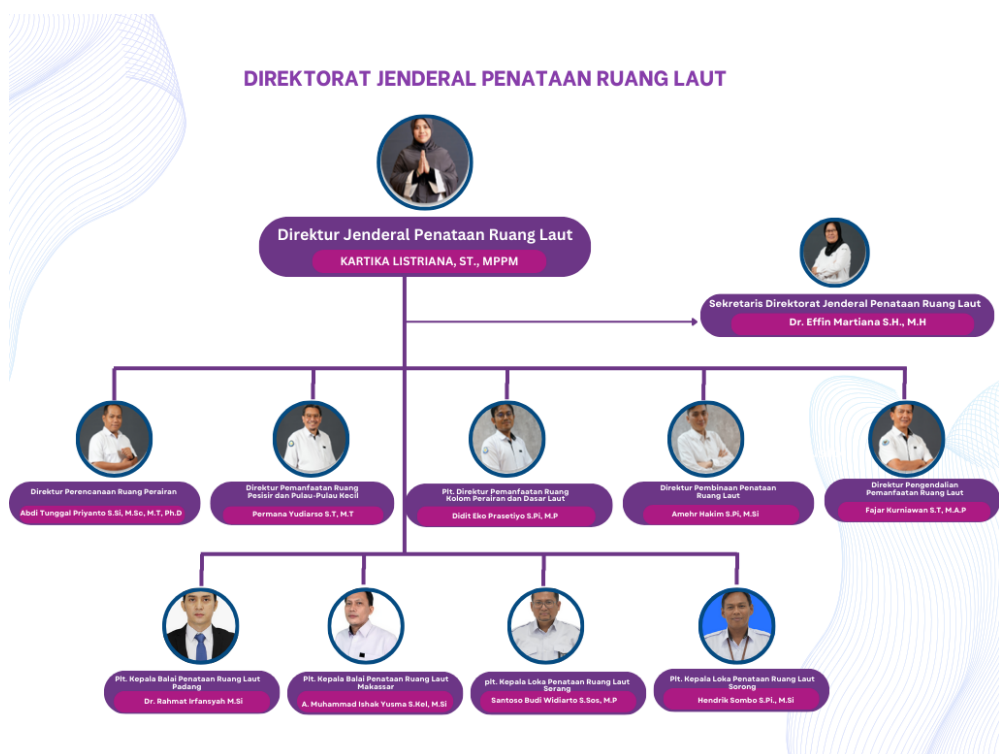 DIREKTORAT JENDERAL PENATAAN RUANG LAUT
Direktur Jenderal Penataan Ruang Laut
KARTIKA LISTRIANA, ST., MPPM
Sekretaris Direktorat Jenderal Penataan Ruang Laut
Dr. Effin Martiana S.H., M.H
Direktur Perencanaan Ruang Perairan
Abdi Tunggal Priyanto S.Si, M.Sc, M.T, Ph.D
Direktur Pemanfaatan Ruang
Pesisir dan Pulau-Pulau Kecil
Permana Yudiarso S.T, M.T
Plt. Direktur Pemanfaatan Ruang
Kolom Perairan dan Dasar Laut
Didit Eko Prasetiyo S.Pi, M.P
Direktur Pembinaan Penataan
Ruang Laut
Amehr Hakim S.Pi, M.Si
Direktur Pengendalian
Pemanfaatan Ruang Laut
Fajar Kurniawan S.T, M.A.P
Plt. Kepala Balai Penataan Ruang Laut
Padang
Dr. Rahmat Irfansyah M.Si
Plt. Kepala Balai Penataan Ruang Laut
Makassar
A. Muhammad Ishak Yusma S.Kel, M.Si
plt. Kepala Loka Penataan Ruang Laut
Serang
Santoso Budi Widiarto S.Sos, M.P
Plt. Kepala Loka Penataan Ruang Laut
Sorong
Hendrik Sombo S.Pi., M.Si